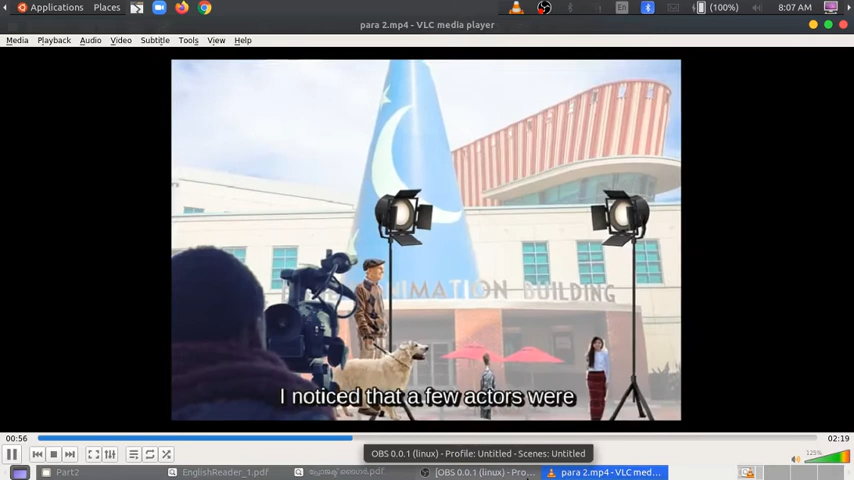 Applications Places En (100%) 8:07 AM
para 2.mp4 - VLC media player
Media Playback Audio Video Subtitle Tools View Help
ANIMATION BUILDING
I noticed that a few actors were
00:56 02:19
OBS 0.0.1 (linux) - Profile: Untitled - Scenes: Untitled
125%
Part2 EnglishReader_1.pdf [OBS 0.0.1 (linux) - Pro... para 2.mp4 - VLC med...